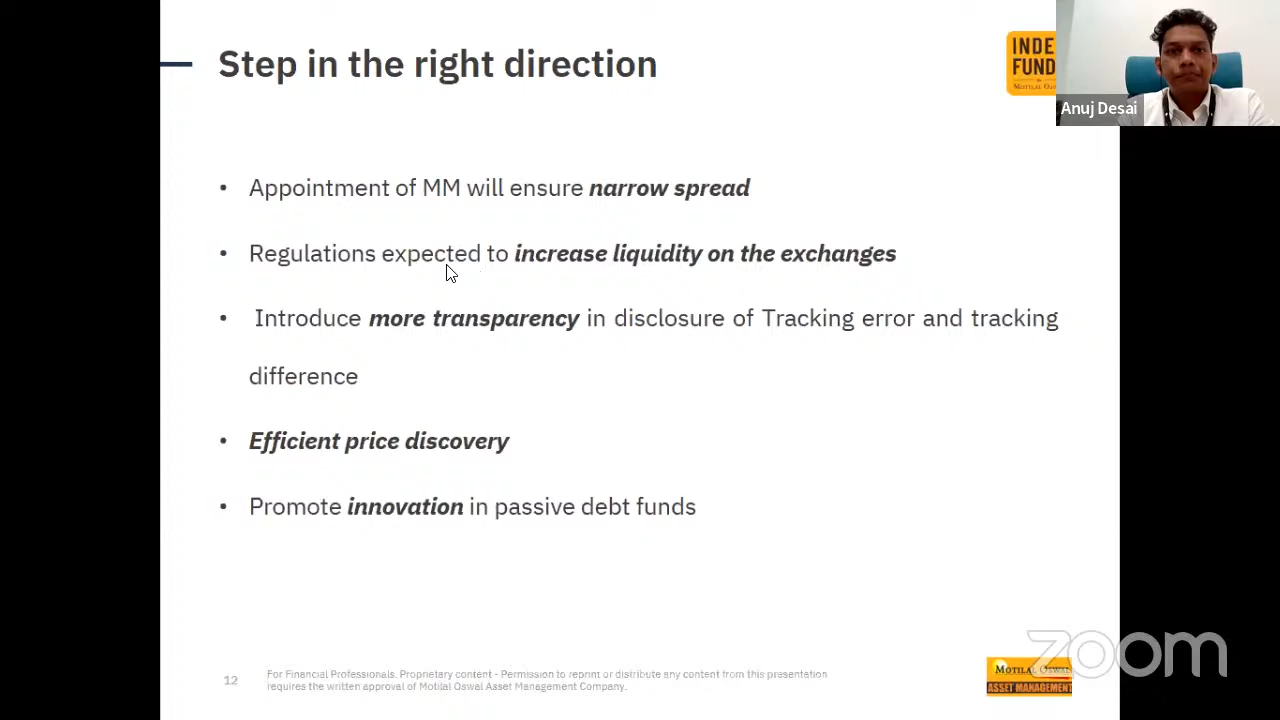 Step in the right direction
INDE
FUND
MOTILAL
Anuj Desai
• Appointment of MM will ensure narrow spread
• Regulations expected to increase liquidity on the exchanges
• Introduce more transparency in disclosure of Tracking error and tracking
difference
• Efficient price discovery
• Promote innovation in passive debt funds
zoom
MOTILAL OSWAL
ASSET MANAGEMENT
12
For Financial Professionals. Proprietary content - Permission to reprint or distribute any content from this presentation
requires the written approval of Motilal Oswal Asset Management Company.